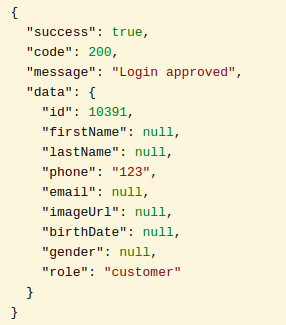 {
  "success": true,
  "code": 200,
  "message": "Login approved",
  "data": {
    "id": 10391,
    "firstName": null,
    "lastName": null,
    "phone": "123",
    "email": null,
    "imageUrl": null,
    "birthDate": null,
    "gender": null,
    "role": "customer"
  }
}